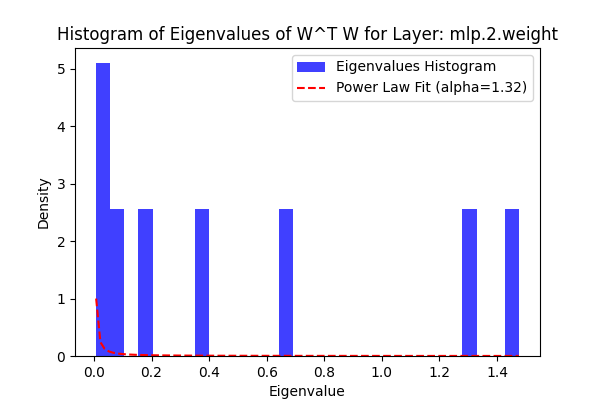 Histogram of Eigenvalues of W^T W for Layer: mlp.2.weight
Eigenvalues Histogram
Power Law Fit (alpha=1.32)
Density
5
4
3
2
1
0
0.0 0.2 0.4 0.6 0.8 1.0 1.2 1.4
Eigenvalue